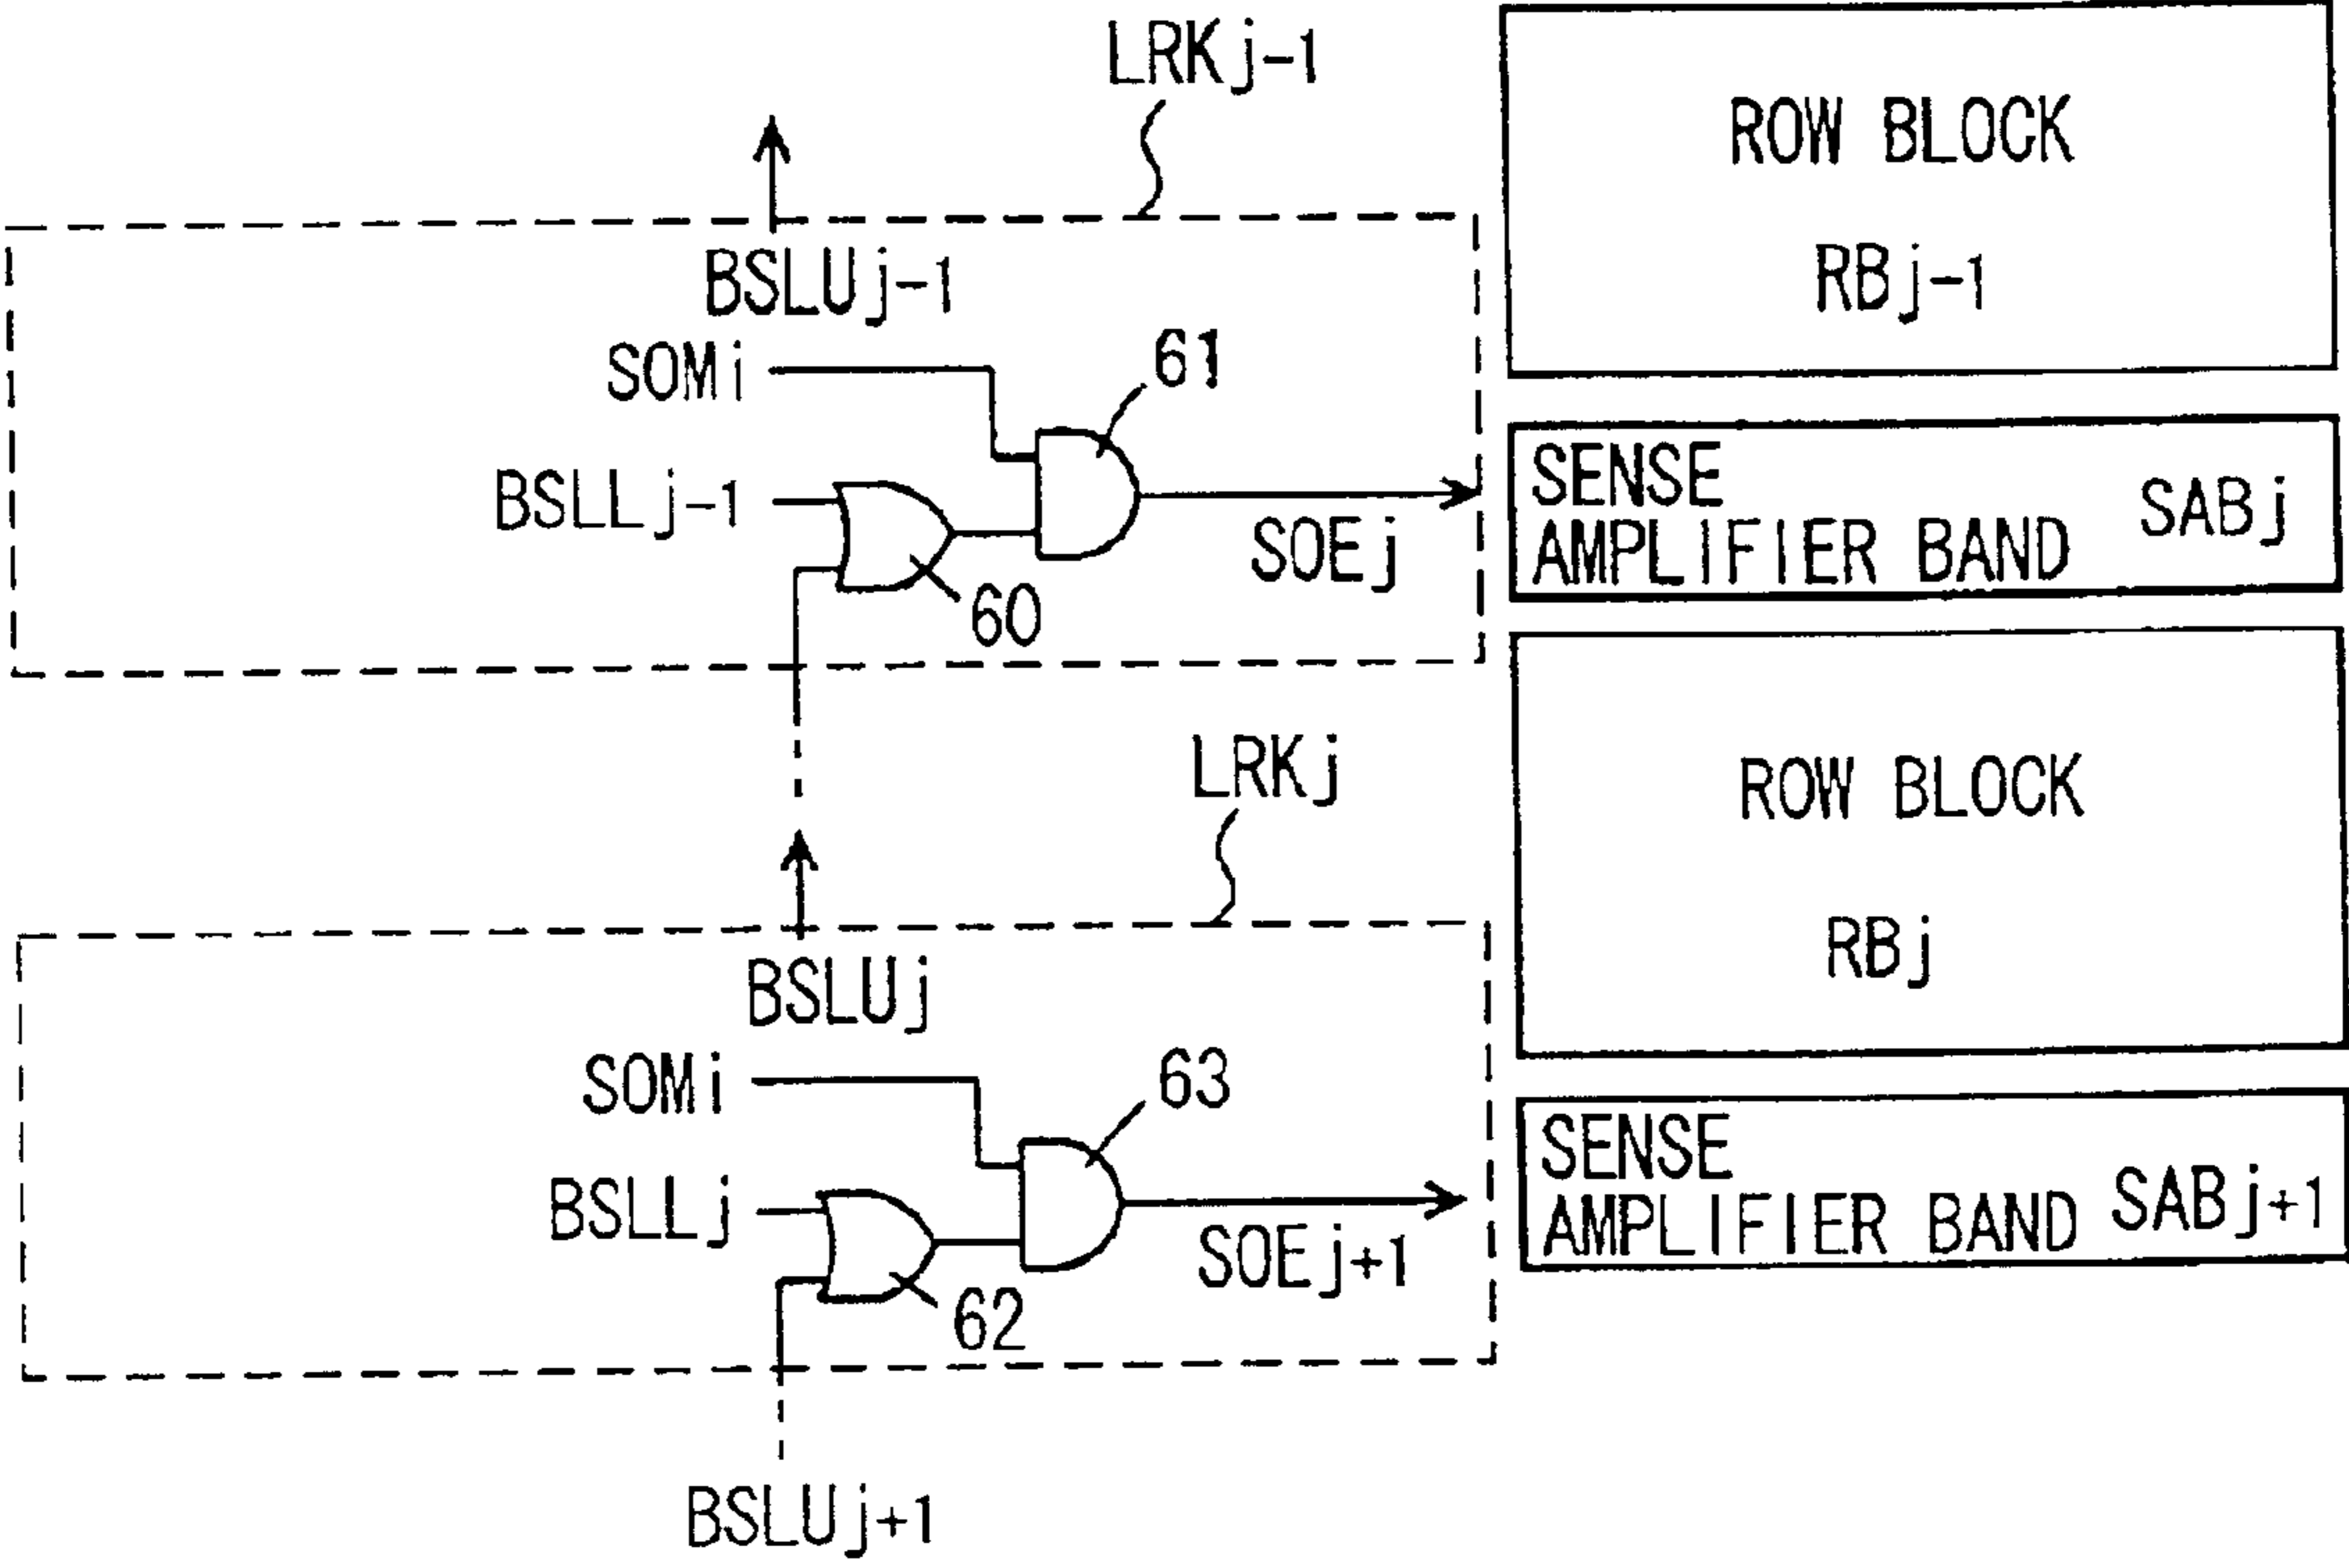 LRKj-1
ROW BLOCK
RBj-1
BSLUj-1
SOMi
61
BSLLj-1
60
SOEj
SENSE
AMPLIFIER BAND SABj
LRKj
ROW BLOCK
RBj
BSLUj
SOMi
63
BSLLj
62
SOEj+1
SENSE
AMPLIFIER BAND SABj+1
BSLUj+1